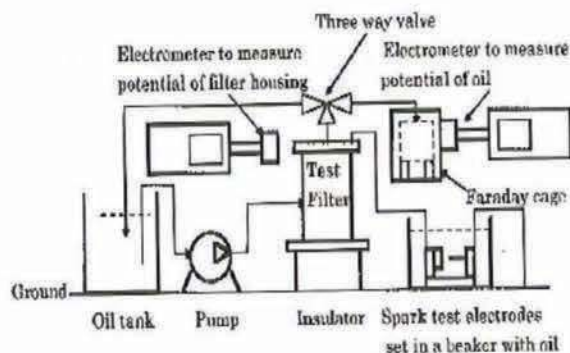 Three way valve
Electrometer to measure
potential of filter housing
Electrometer to measure
potential of oil
Test
Filter
Faraday cage
Ground
Oil tank
Pump
Insulator
Spark test electrodes
set in a beaker with oil